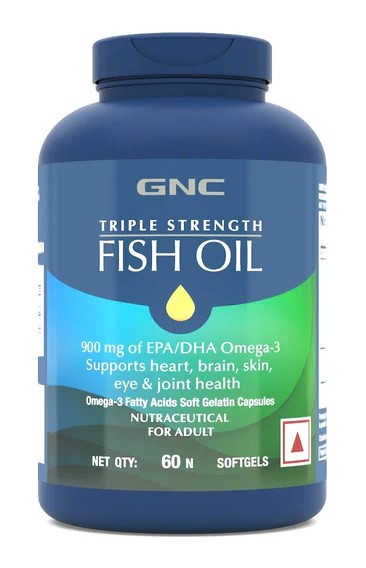 GNC
TRIPLE STRENGTH
FISH OIL
900 mg of EPA/DHA Omega-3
Supports heart, brain, skin,
eye & joint health
Omega-3 Fatty Acids Soft Gelatin Capsules
NUTRACEUTICAL
FOR ADULT
NET QTY: 60 N SOFTGELS